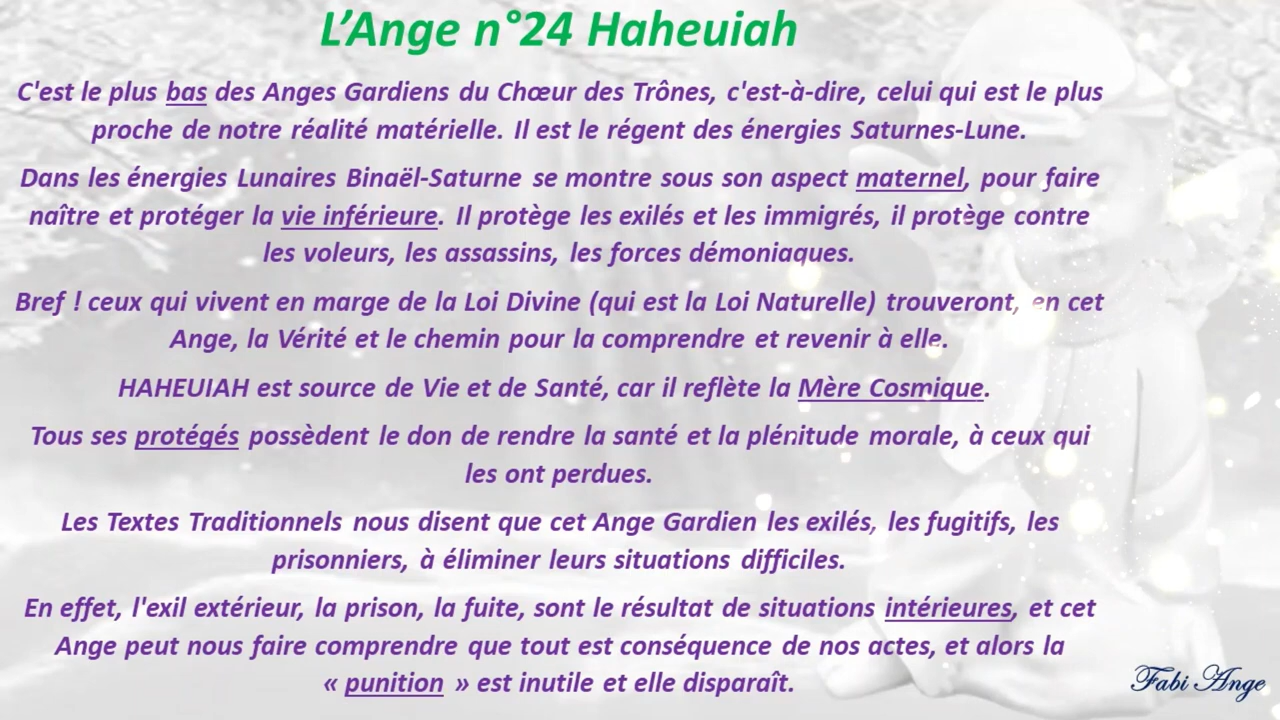 L’Ange n°24 Haheuiah
C'est le plus bas des Anges Gardiens du Chœur des Trônes, c'est-à-dire, celui qui est le plus
proche de notre réalité matérielle. Il est le régent des énergies Saturnes-Lune.
Dans les énergies Lunaires Binaël-Saturne se montre sous son aspect maternel, pour faire
naître et protéger la vie inférieure. Il protège les exilés et les immigrés, il protège contre
les voleurs, les assassins, les forces démoniaques.
Bref ! ceux qui vivent en marge de la Loi Divine (qui est la Loi Naturelle) trouveront, en cet
Ange, la Vérité et le chemin pour la comprendre et revenir à elle.
HAHEUIAH est source de Vie et de Santé, car il reflète la Mère Cosmique.
Tous ses protégés possèdent le don de rendre la santé et la plénitude morale, à ceux qui
les ont perdues.
Les Textes Traditionnels nous disent que cet Ange Gardien les exilés, les fugitifs, les
prisonniers, à éliminer leurs situations difficiles.
En effet, l'exil extérieur, la prison, la fuite, sont le résultat de situations intérieures, et cet
Ange peut nous faire comprendre que tout est conséquence de nos actes, et alors la
« punition » est inutile et elle disparaît.
Fabi Ange